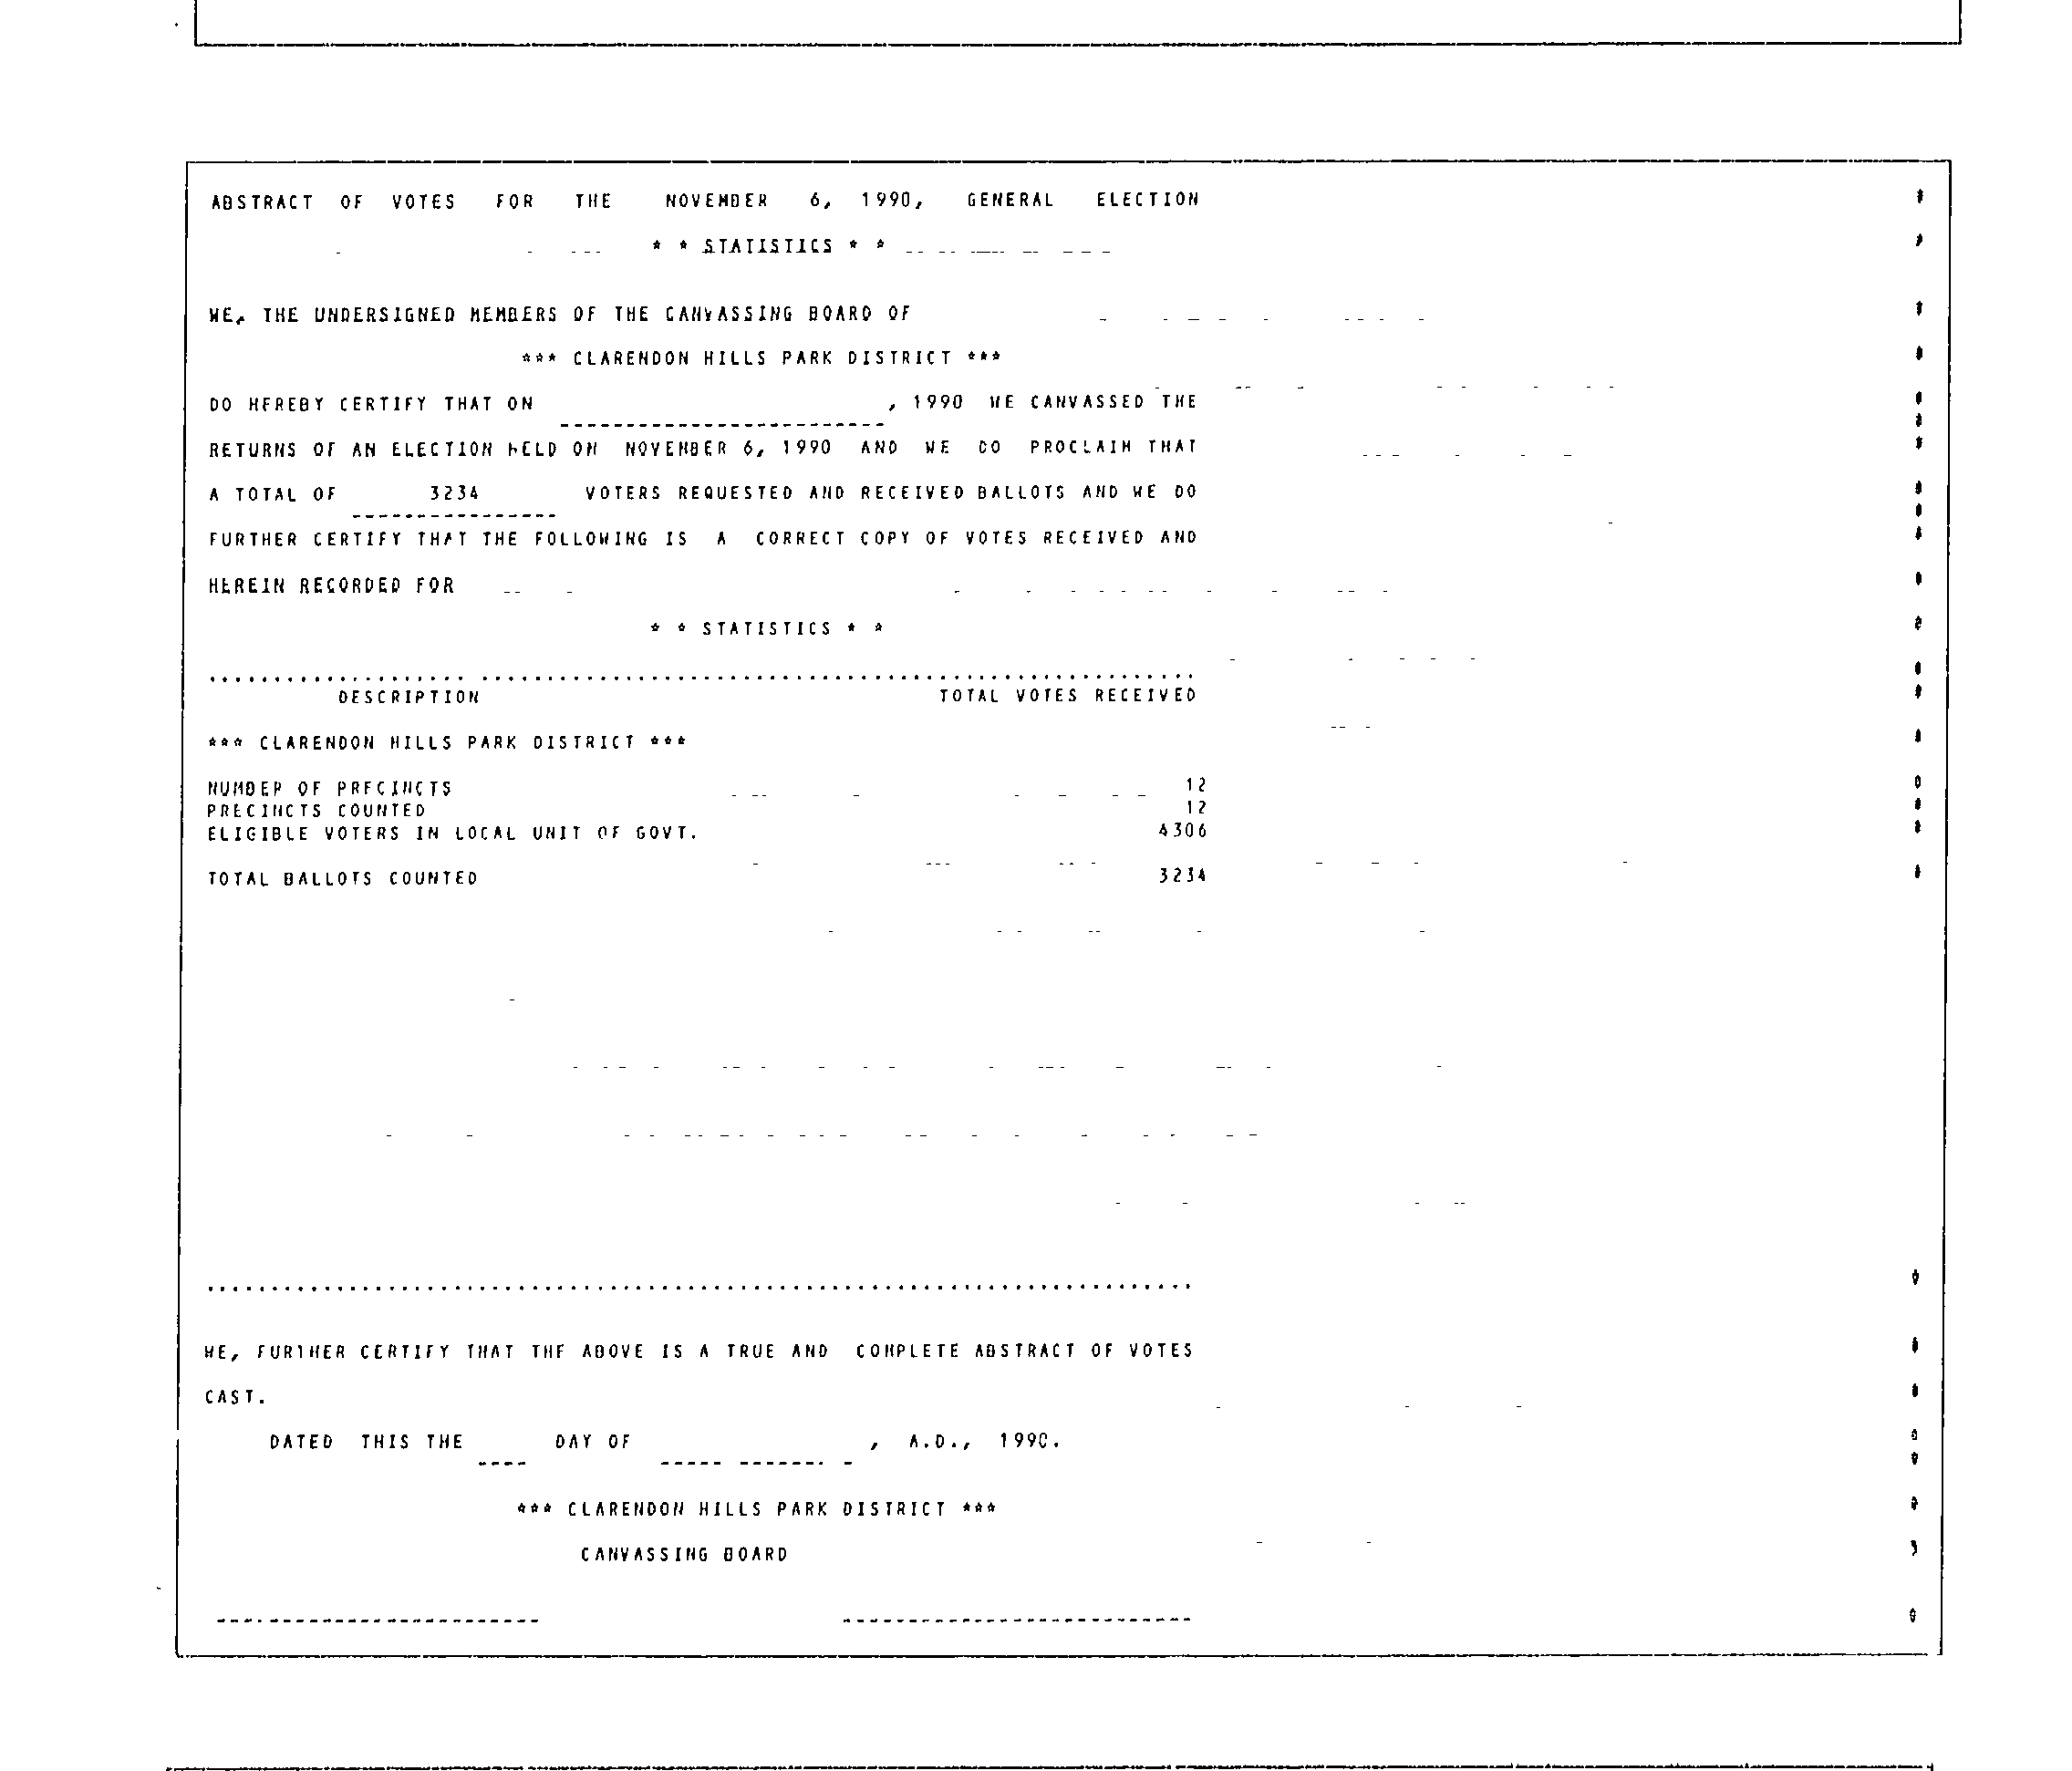 ABSTRACT OF VOTES FOR THE NOVEMBER 6, 1990, GENERAL ELECTION
* * STATISTICS * *
WE, THE UNDERSIGNED MEMBERS OF THE CANVASSING BOARD OF
*** CLARENDON HILLS PARK DISTRICT ***
DO HEREBY CERTIFY THAT ON ________________________, 1990 WE CANVASSED THE
RETURNS OF AN ELECTION HELD ON NOVEMBER 6, 1990 AND WE DO PROCLAIM THAT
A TOTAL OF 3234 VOTERS REQUESTED AND RECEIVED BALLOTS AND WE DO
FURTHER CERTIFY THAT THE FOLLOWING IS A CORRECT COPY OF VOTES RECEIVED AND
HEREIN RECORDED FOR
* * STATISTICS * *
DESCRIPTION TOTAL VOTES RECEIVED
*** CLARENDON HILLS PARK DISTRICT ***
NUMBER OF PRECINCTS 12
PRECINCTS COUNTED 12
ELIGIBLE VOTERS IN LOCAL UNIT OF GOVT. 4306
TOTAL BALLOTS COUNTED 3234
WE, FURTHER CERTIFY THAT THE ABOVE IS A TRUE AND COMPLETE ABSTRACT OF VOTES
CAST.
DATED THIS THE ____ DAY OF ______________, A.D., 1990.
*** CLARENDON HILLS PARK DISTRICT ***
CANVASSING BOARD